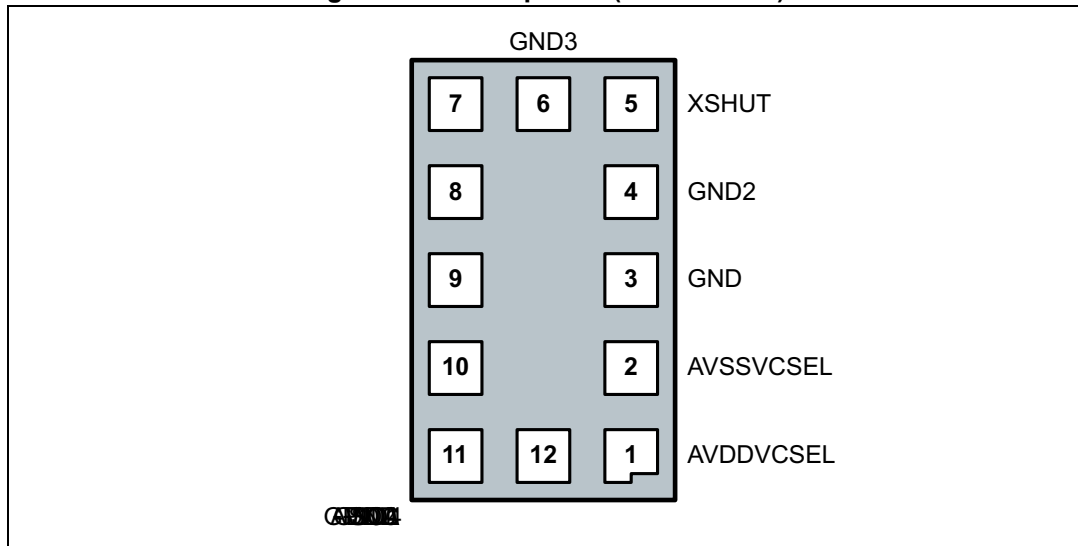 GND3
7 6 5 XSHUT
8 4 GND2
9 3 GND
10 2 AVSSVCSEL
11 12 1 AVDDVCSEL